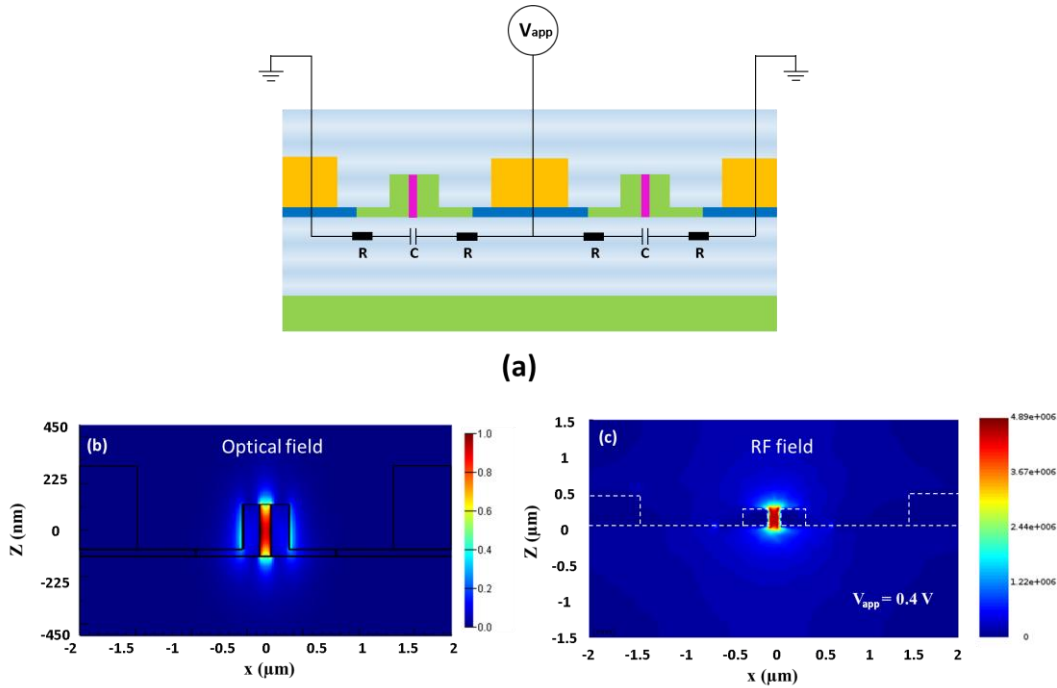 Vapp
R C R R C R
(a)
450
225
0
-225
-450
Z (nm)
(b)
Optical field
1.0
0.8
0.6
0.4
0.2
0.0
-2 -1.5 -1 -0.5 0 0.5 1 1.5 2
x (μm)
1.5
1
0.5
0
-0.5
-1
-1.5
Z (μm)
(c)
RF field
Vapp = 0.4 V
4.89e+006
3.67e+006
2.44e+006
1.22e+006
0
-2 -1.5 -1 -0.5 0 0.5 1 1.5 2
x (μm)